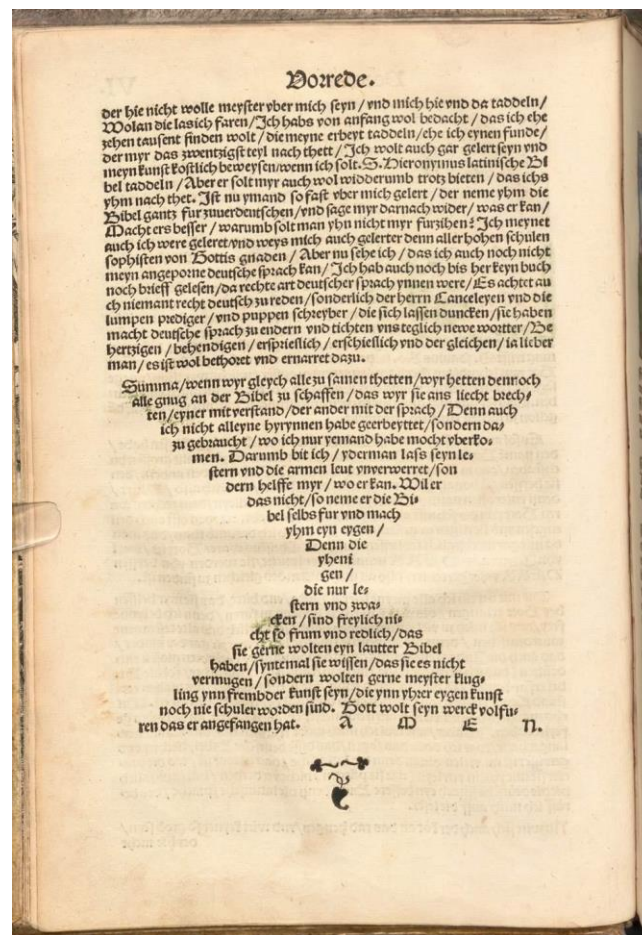 Vorrede.
der hie nicht wolle meyster vber mich seyn / vnd mich hie vnd da taddeln /
Wolan die las ich faren / Ich habs von anfang wol bedacht / das ich ehe
zehen tausent finden wolt / die meyne erbeyt taddeln / ehe ich eynen funde /
der myr das zwentzigst teyl nach thett / Ich wolt auch gar gelert seyn vnd
meyn kunst kostlich beweysen / wenn ich solt. S. Hieronymus latinische Bi
bel taddeln / Aber er solt myr auch wol widderumb trotz bieten / das ichs
yhm nach thet. Ist nu ymand so fast vber mich gelert / der neme yhm die
Bibel gantz fur zuuerdeutschen / vnd sage myr darnach wider / was er kan /
Macht ers besser / warumb solt man yhn nicht myr furzihen? Ich meynet
auch ich were geleret vnd weys mich auch gelerter denn aller hohen schulen
sophisten von Gottis gnaden / Aber nu sehe ich / das ich auch noch nicht
meyn angeporne deutsche sprach kan / Ich hab auch noch bis her keyn buch
noch brieff gelesen / da rechte art deutscher sprach ynnen were / Es achtet au
ch niemant recht deutsch zu reden / sonderlich der herrn Canceleyen vnd die
lumpen prediger / vnd puppen schreyber / die sich lassen duncken / sie haben
macht deutsche sprach zu endern vnd tichten vns teglich newe wortter / Be
hertzigen / behendigen / ersprieslich / erschieslich vnd der gleichen / ia lieber
man / es ist wol bethoret vnd ernarret dazu.
Summa / wenn wyr gleych alle zu samen thetten / wyr hetten dennoch
alle gnug an der Bibel zu schaffen / das wyr sie ans liecht brech=
ten / eyner mit verstand / der ander mit der sprach / Denn auch
ich nicht alleyne hyrynnen habe geerbeyttet / sondern da=
zu gebraucht / wo ich nur yemand habe mocht vberko=
men. Darumb bit ich / yderman lass seyn le=
stern vnd die armen leut vnverwerret / son
dern helffe myr / wo er kan. Wil er
das nicht / so neme er die Bi=
bel selbs fur vnd mach
yhm eyn eygen /
Denn die
yheni
gen /
die nur le=
stern vnd zwa=
cken / sind freylich ni=
cht so frum vnd redlich / das
sie gerne wolten eyn lautter Bibel
haben / syntemal sie wissen / das sie es nicht
vermugen / sondern wolten gerne meyster klug=
ling ynn frembder kunst seyn / die ynn yhrer eygen kunst
noch nie schuler worden sind. Gott wolt seyn werck volfu=
ren das er angefangen hat. A M E N.